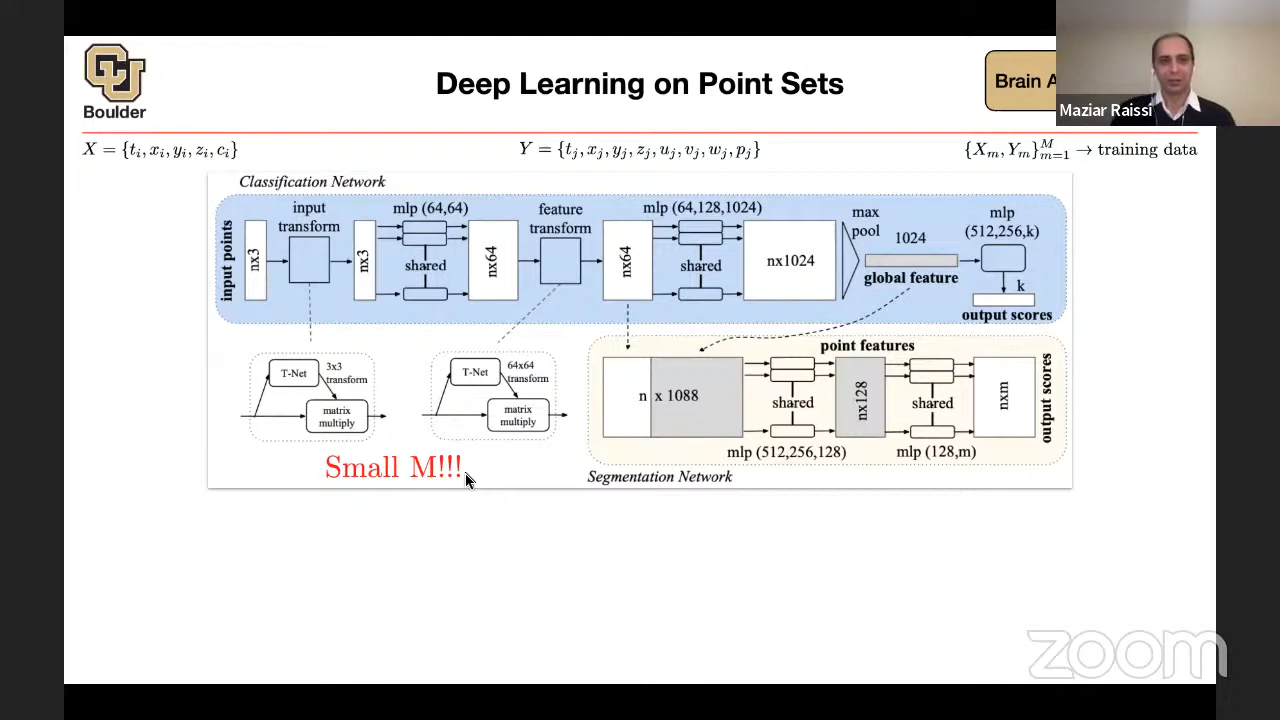 CU
Boulder
Deep Learning on Point Sets
Brain A
Maziar Raissi
X = {t_i, x_i, y_i, z_i, c_i}
Y = {t_j, x_j, y_j, z_j, u_j, v_j, w_j, p_j}
{X_m, Y_m}_{m=1}^M → training data
Classification Network
input points
nx3
input
transform
nx3
mlp (64,64)
shared
nx64
feature
transform
nx64
mlp (64,128,1024)
shared
nx1024
max
pool
1024
global feature
mlp
(512,256,k)
k
output scores
T-Net
3x3
transform
matrix
multiply
T-Net
64x64
transform
matrix
multiply
point features
n x 1088
shared
nx128
shared
nxm
output scores
mlp (512,256,128)
mlp (128,m)
Small M!!!
Segmentation Network
zoom